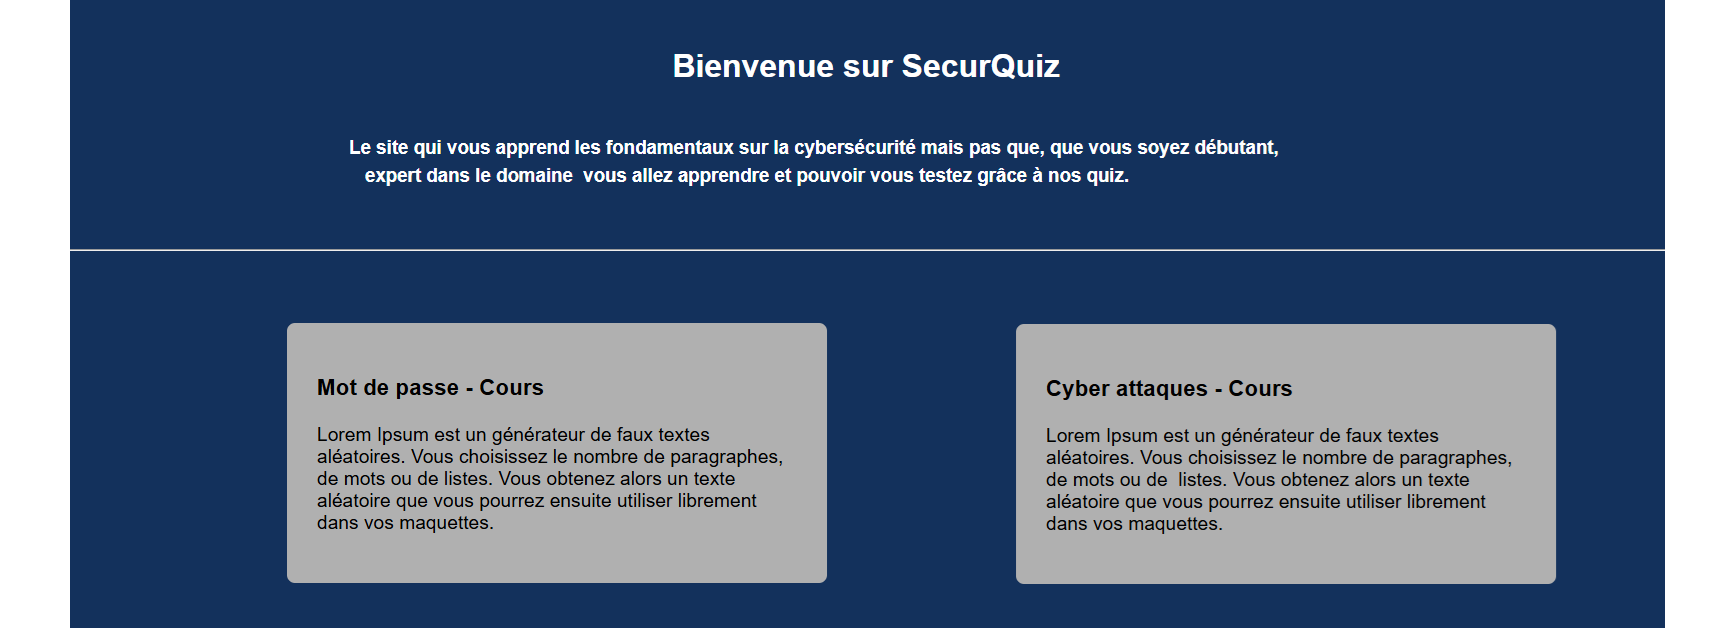 Bienvenue sur SecurQuiz
Le site qui vous apprend les fondamentaux sur la cybersécurité mais pas que, que vous soyez débutant,
expert dans le domaine  vous allez apprendre et pouvoir vous testez grâce à nos quiz.
Mot de passe - Cours
Lorem Ipsum est un générateur de faux textes
aléatoires. Vous choisissez le nombre de paragraphes,
de mots ou de listes. Vous obtenez alors un texte
aléatoire que vous pourrez ensuite utiliser librement
dans vos maquettes.
Cyber attaques - Cours
Lorem Ipsum est un générateur de faux textes
aléatoires. Vous choisissez le nombre de paragraphes,
de mots ou de  listes. Vous obtenez alors un texte
aléatoire que vous pourrez ensuite utiliser librement
dans vos maquettes.